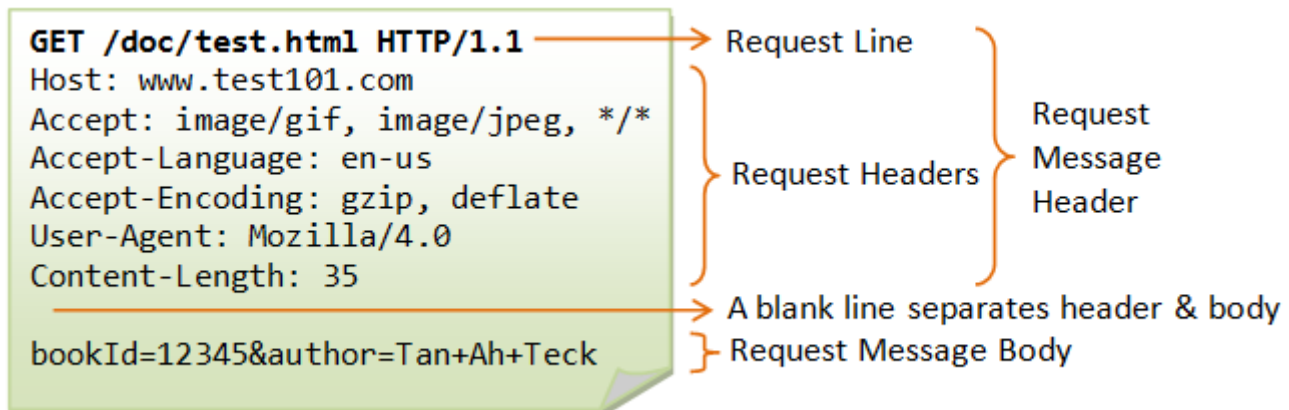 GET /doc/test.html HTTP/1.1
Host: www.test101.com
Accept: image/gif, image/jpeg, */*
Accept-Language: en-us
Accept-Encoding: gzip, deflate
User-Agent: Mozilla/4.0
Content-Length: 35
bookId=12345&author=Tan+Ah+Teck
Request Line
Request Headers
Request
Message
Header
A blank line separates header & body
Request Message Body